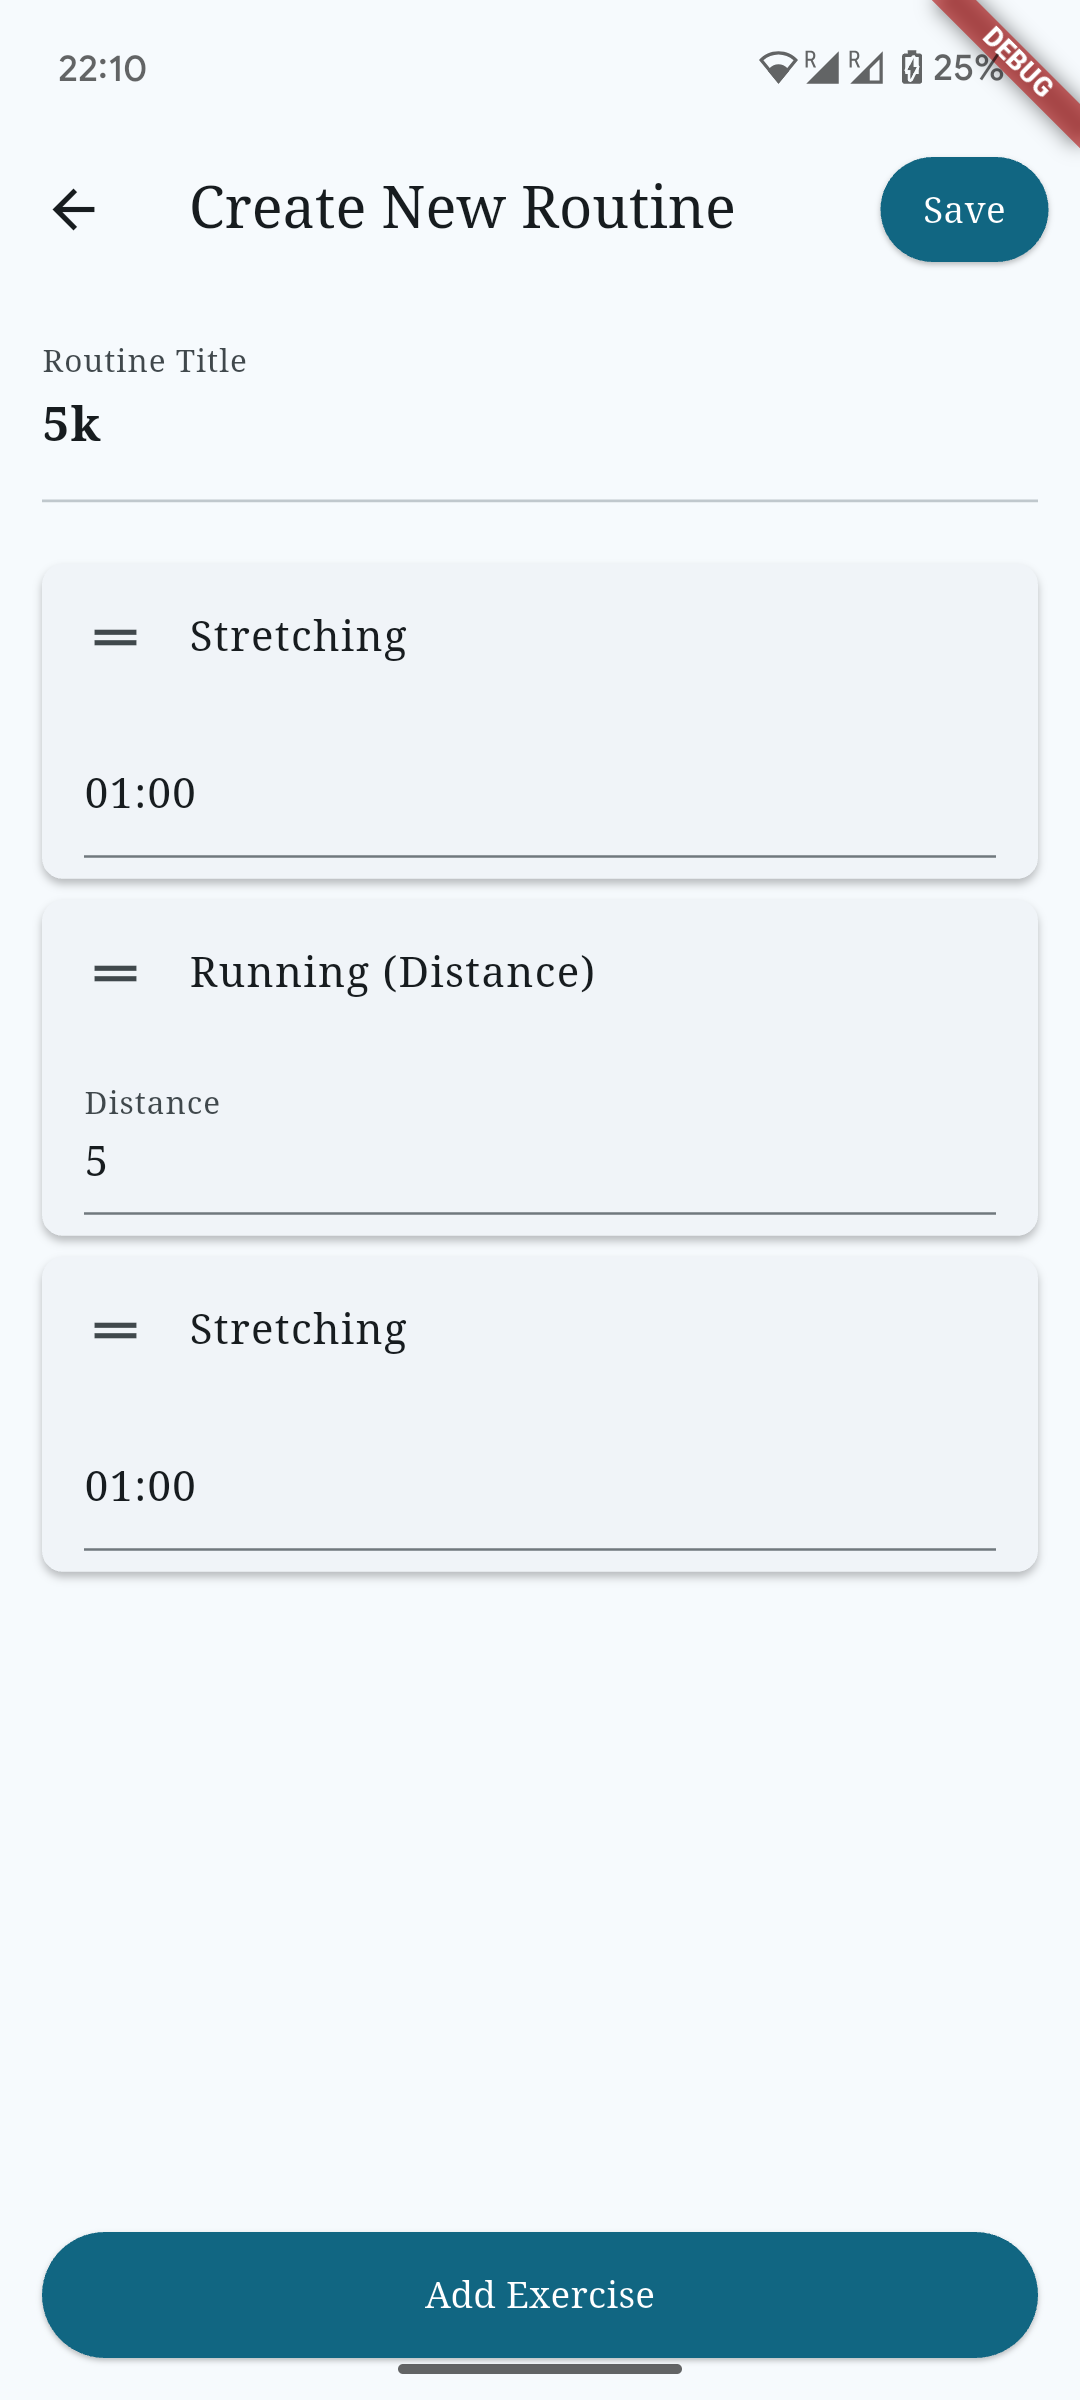 22:10
R R 25%
DEBUG
Create New Routine
Save
Routine Title
5k
Stretching
01:00
Running (Distance)
Distance
5
Stretching
01:00
Add Exercise